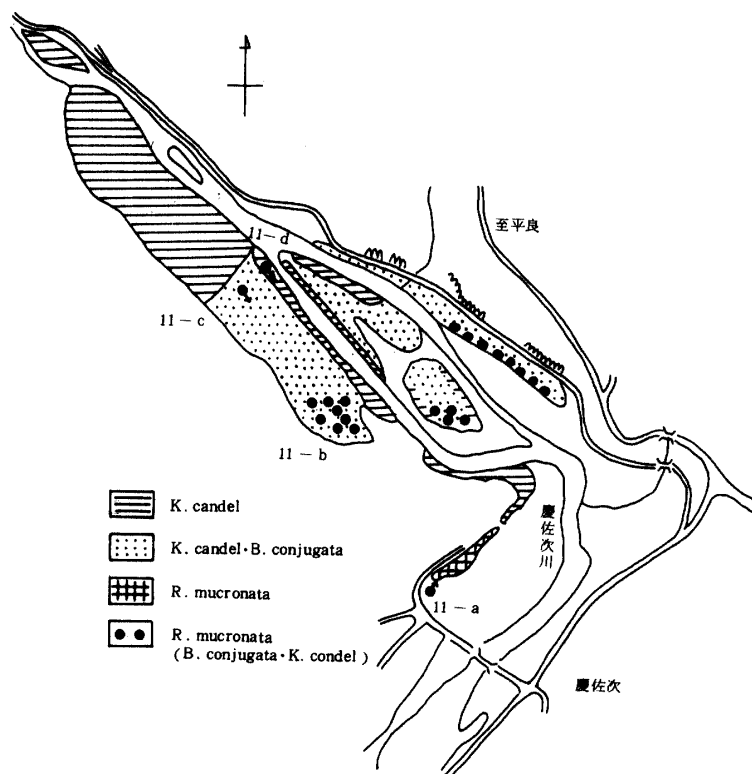 至平良
11-d
11-c
11-b
K. candel
K. candel・B. conjugata
R. mucronata
R. mucronata
(B. conjugata・K. condel)
慶佐次川
11-a
慶佐次